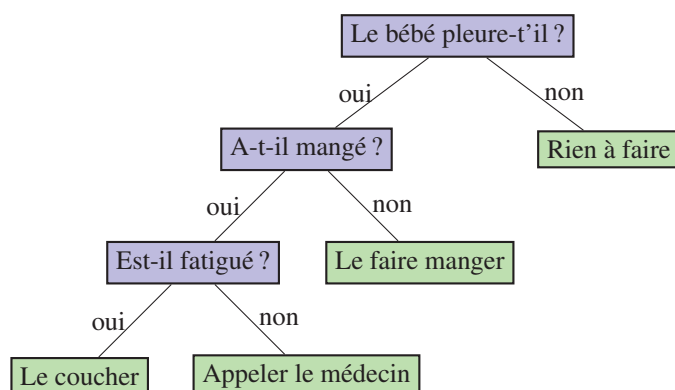 Le bébé pleure-t'il ?
oui
non
A-t-il mangé ?
Rien à faire
oui
non
Est-il fatigué ?
Le faire manger
oui
non
Le coucher
Appeler le médecin